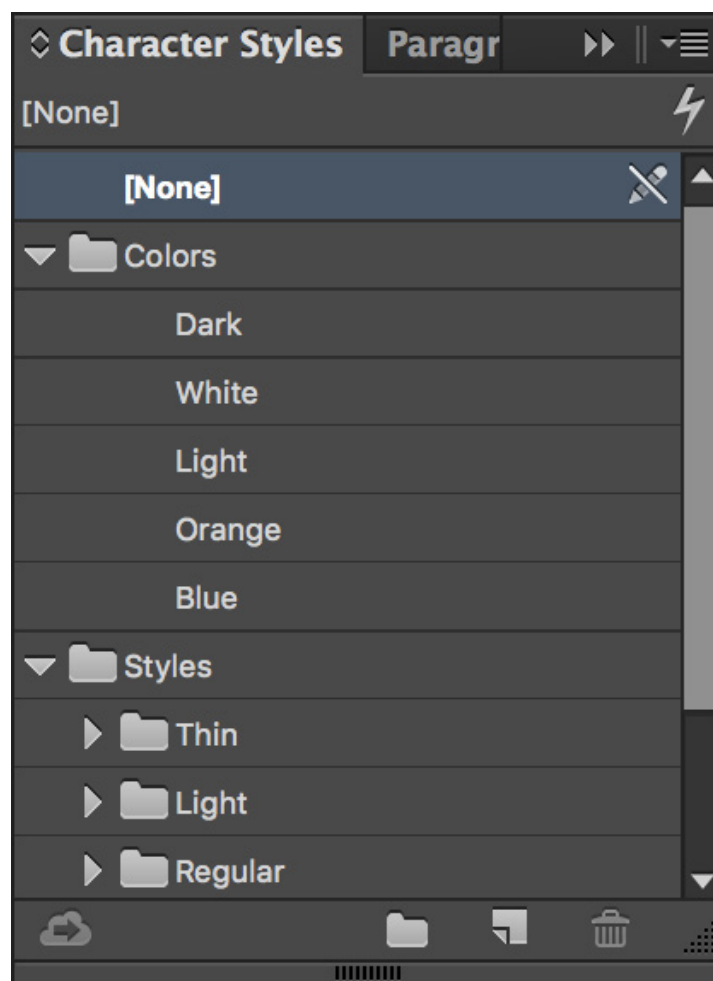 Character Styles Paragr
[None]
[None]
Colors
Dark
White
Light
Orange
Blue
Styles
Thin
Light
Regular